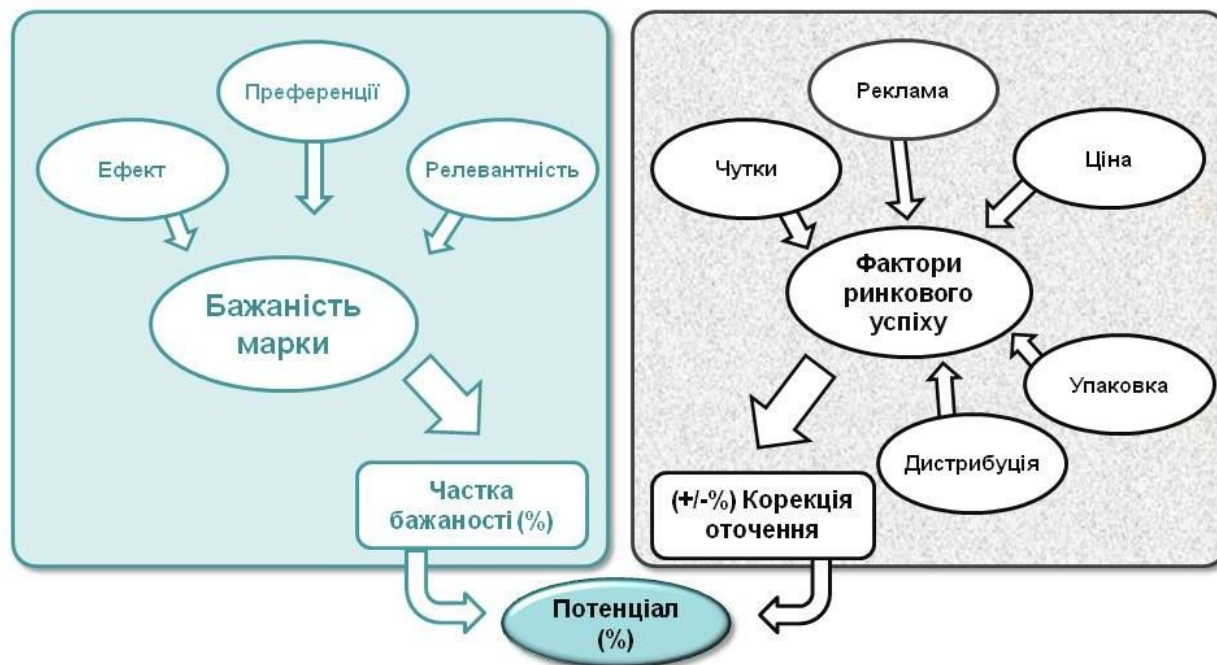 Преференції
Ефект
Релевантність
Бажаність
марки
Частка
бажаності (%)
Реклама
Чутки
Ціна
Фактори
ринкового
успіху
Упаковка
Дистрибуція
(+/-%) Корекція
оточення
Потенціал
(%)